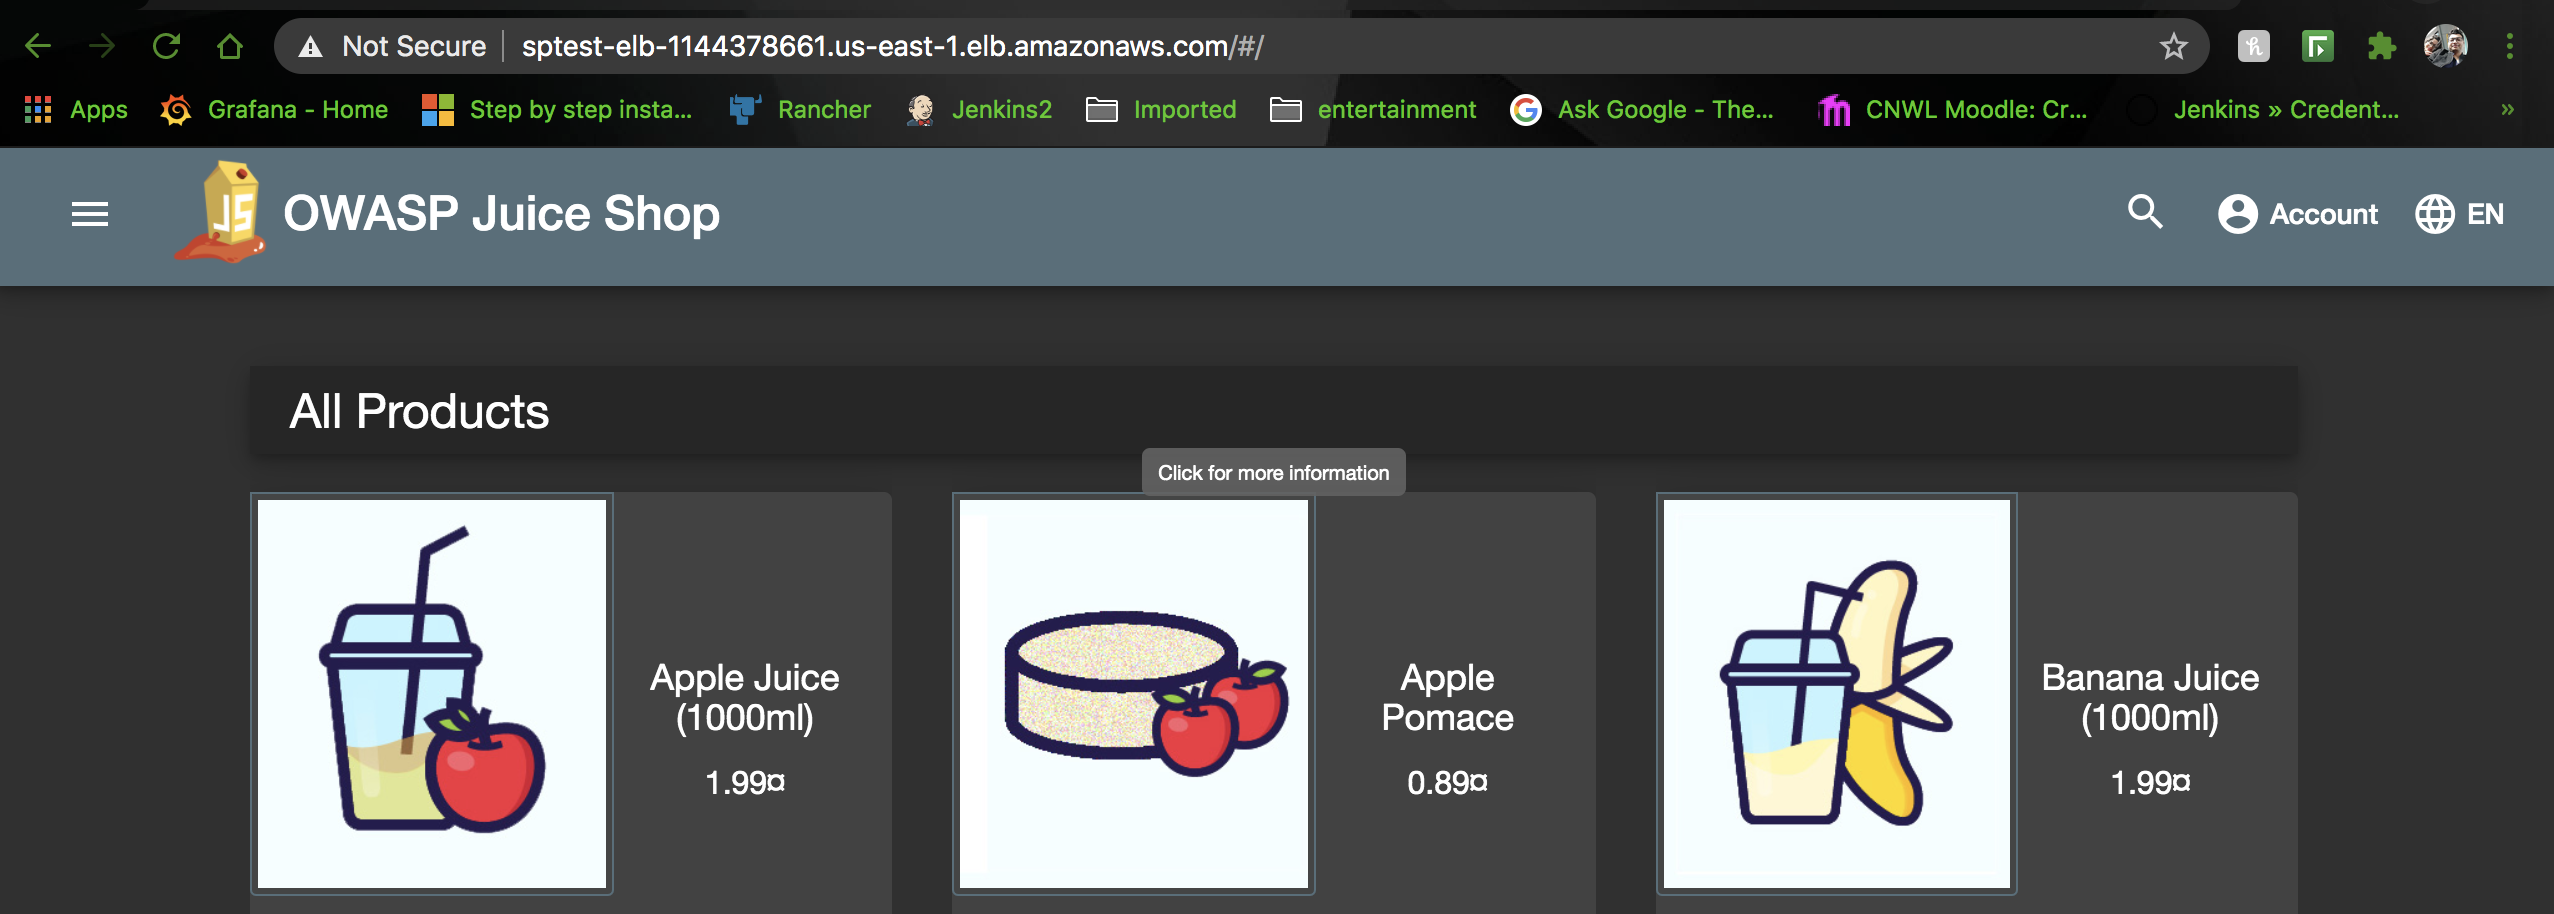 Not Secure sptest-elb-1144378661.us-east-1.elb.amazonaws.com/#/
Apps Grafana - Home Step by step insta... Rancher Jenkins2 Imported entertainment Ask Google - The... CNWL Moodle: Cr... Jenkins » Credent... »
JS OWASP Juice Shop Account EN
All Products
Click for more information
Apple Juice
(1000ml)
1.99¤
Apple
Pomace
0.89¤
Banana Juice
(1000ml)
1.99¤